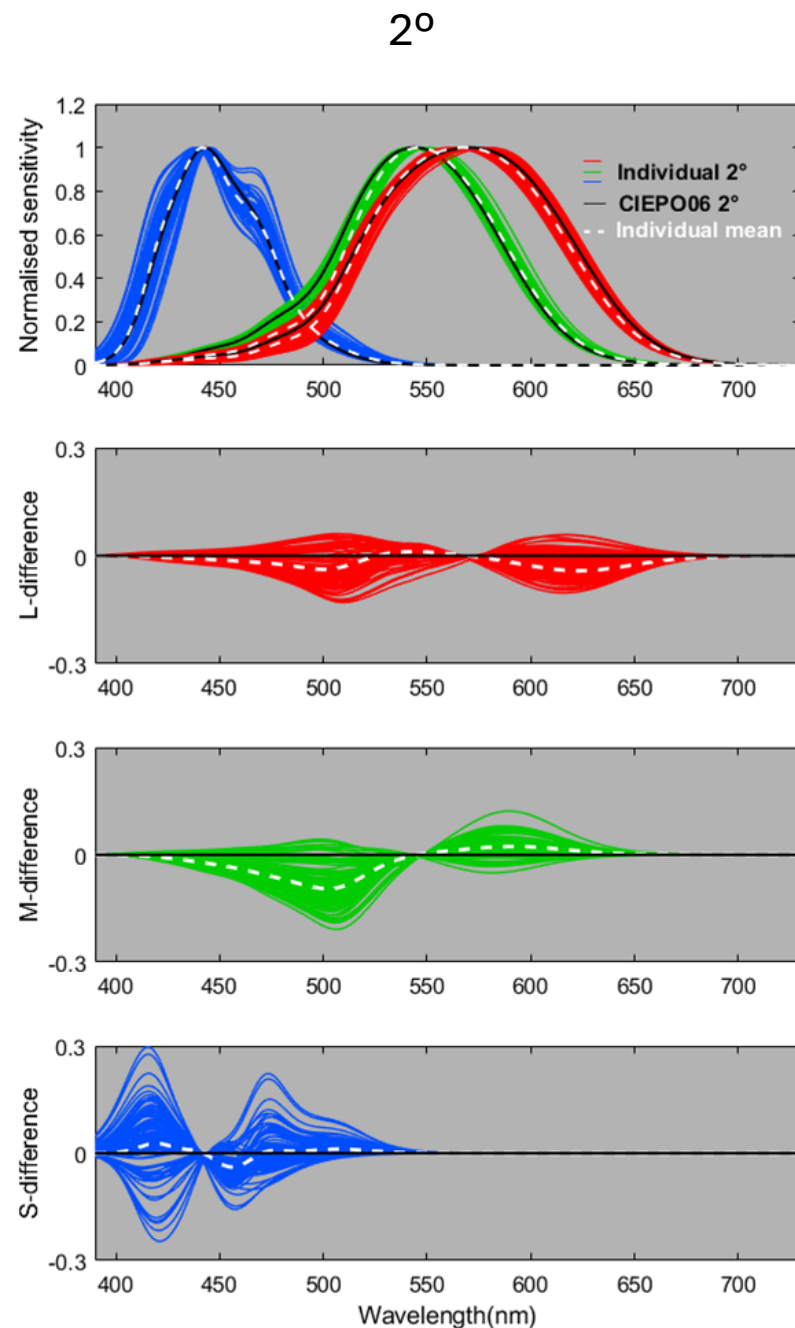 2º
Normalised sensitivity
1.2
1
0.8
0.6
0.4
0.2
0
Individual 2°
CIEPO06 2°
Individual mean
400 450 500 550 600 650 700
L-difference
0.3
0
-0.3
400 450 500 550 600 650 700
M-difference
0.3
0
-0.3
400 450 500 550 600 650 700
S-difference
0.3
0
-0.3
400 450 500 550 600 650 700
Wavelength(nm)